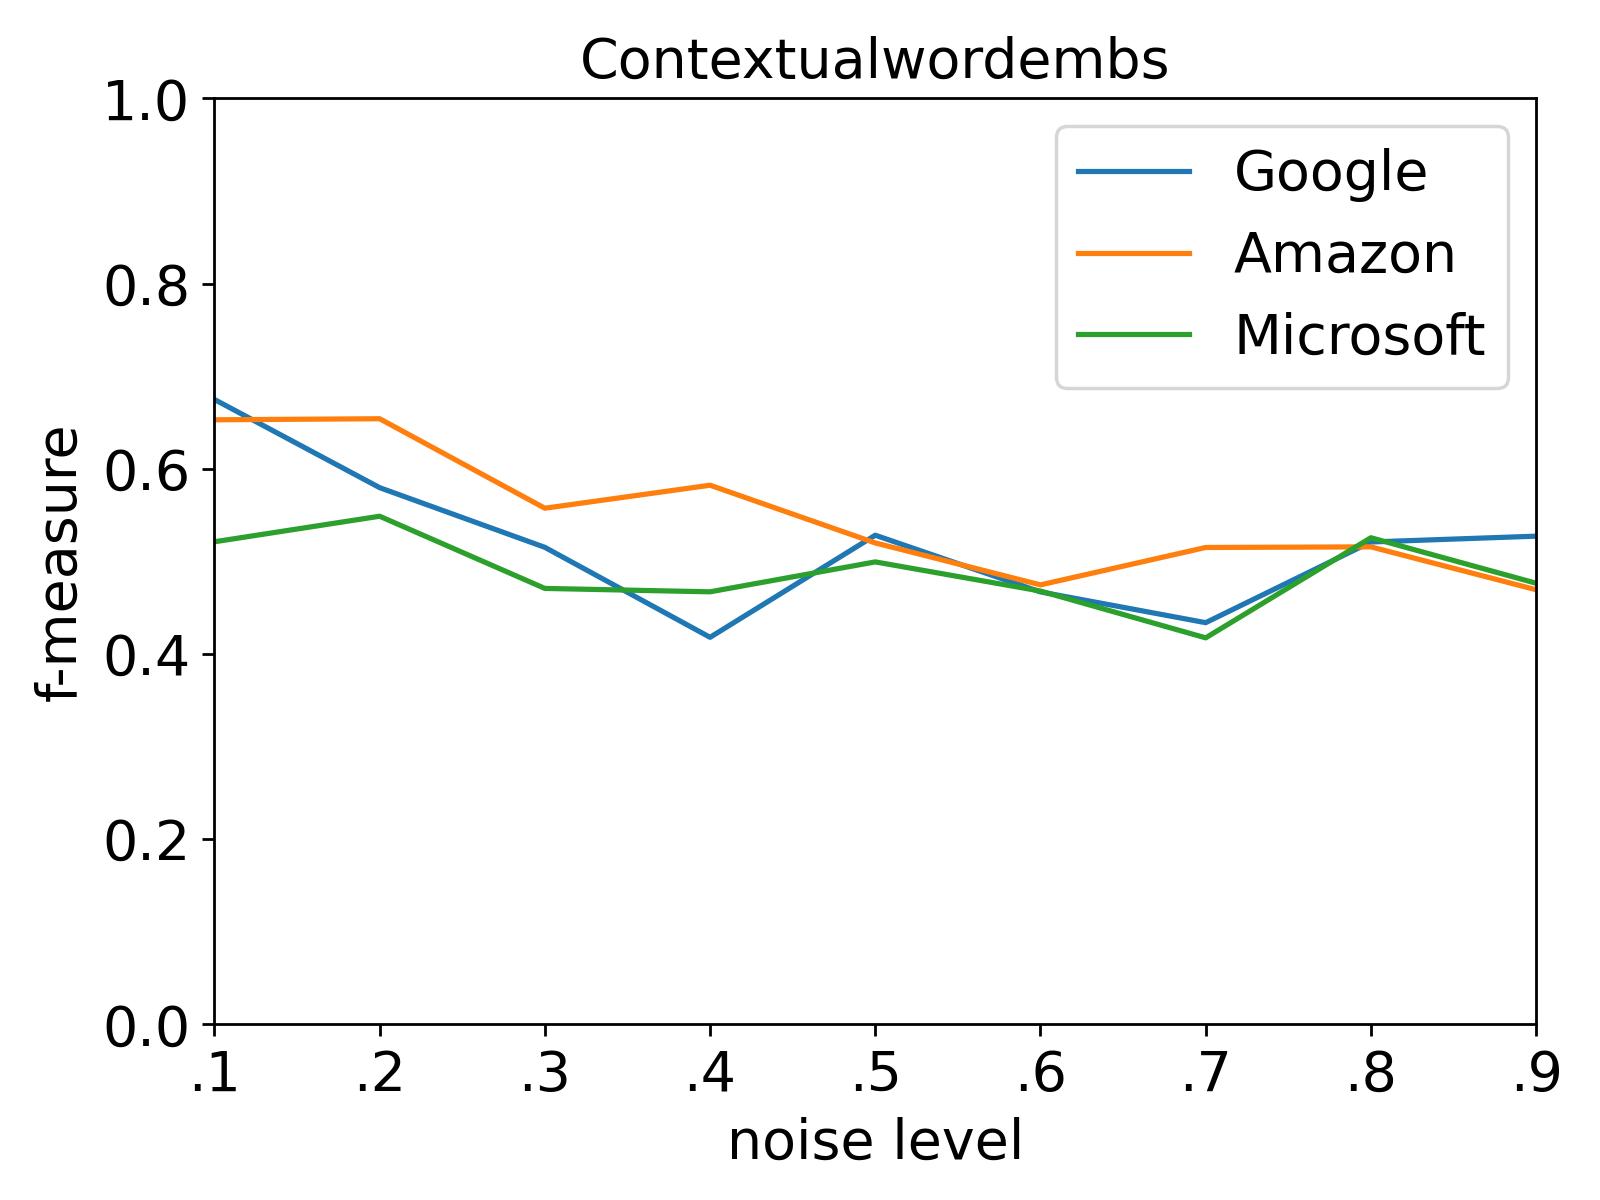 Contextualwordembs
1.0
0.8
0.6
0.4
0.2
0.0
f-measure
Google
Amazon
Microsoft
.1 .2 .3 .4 .5 .6 .7 .8 .9
noise level